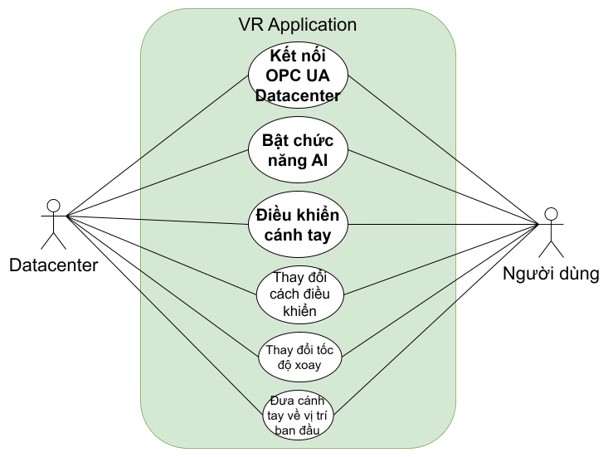 VR Application
Kết nối
OPC UA
Datacenter
Bật chức
năng AI
Điều khiển
cánh tay
Datacenter
Người dùng
Thay đổi
cách điều
khiển
Thay đổi tốc
độ xoay
Đưa cánh
tay về vị trí
ban đầu